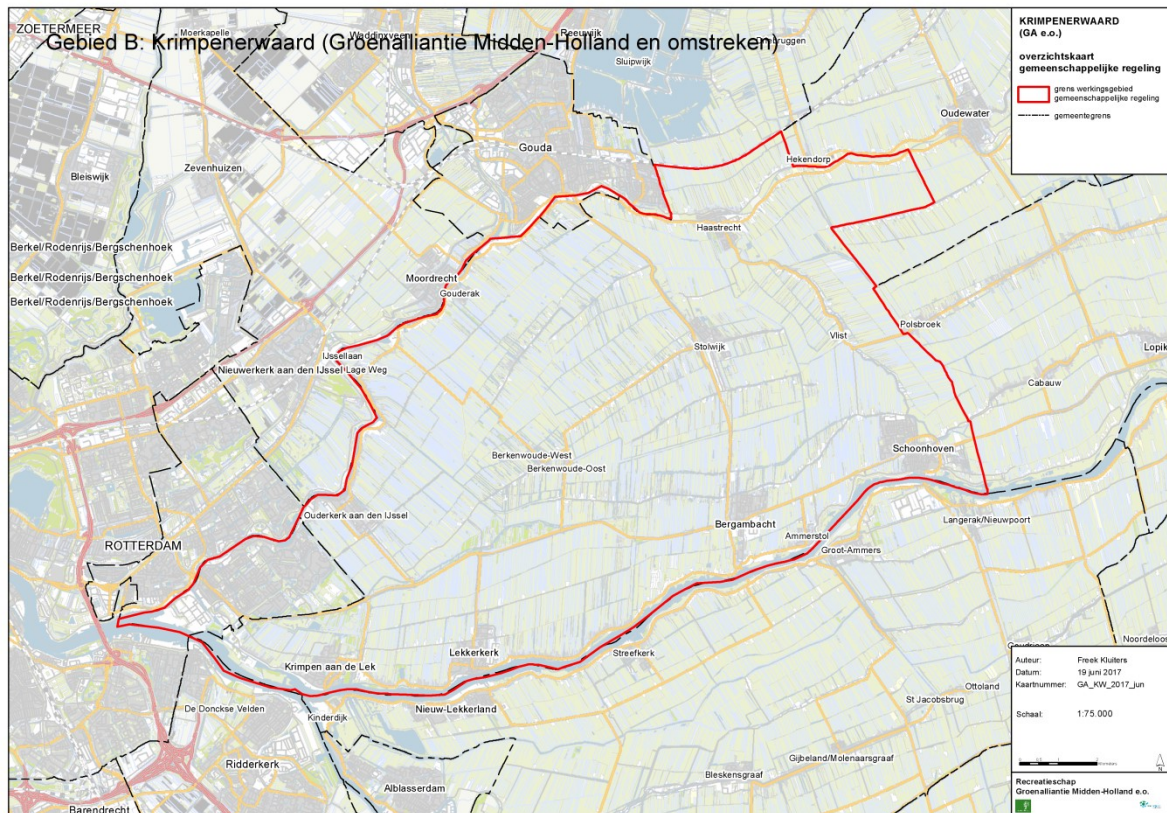 Gebied B: Krimpenerwaard (Groenalliantie Midden-Holland en omstreken)
ZOETERMEER
Moerkapelle
Waddinxveen
Reeuwijk
Sluipwijk
Oudewater
Gouda
Hekendorp
Zevenhuizen
Bleiswijk
Haastrecht
Berkel/Rodenrijs/Bergschenhoek
Berkel/Rodenrijs/Bergschenhoek
Berkel/Rodenrijs/Bergschenhoek
Moordrecht
Gouderak
Polsbroek
Vlist
Stolwijk
Lopik
IJssellaan
Nieuwerkerk aan den IJssel
Lage Weg
Cabauw
Schoonhoven
Berkenwoude-West
Berkenwoude-Oost
Ouderkerk aan den IJssel
Langerak/Nieuwpoort
Bergambacht
Ammerstol
Groot-Ammers
ROTTERDAM
Lekkerkerk
Streefkerk
Krimpen aan de Lek
Noordeloos
Ottoland
St Jacobsbrug
De Donckse Velden
Kinderdijk
Nieuw-Lekkerland
Gijbeland/Molenaarsgraaf
Ridderkerk
Bleskensgraaf
Alblasserdam
Barendrecht
KRIMPENERWAARD
(GA e.o.)
overzichtskaart
gemeenschappelijke regeling
grens werkingsgebied
gemeenschappelijke regeling
gemeentegrens
Auteur: Freek Kluiters
Datum: 19 juni 2017
Kaartnummer: GA_KW_2017_jun
Schaal: 1:75.000
N
Recreatieschap
Groenalliantie Midden-Holland e.o.